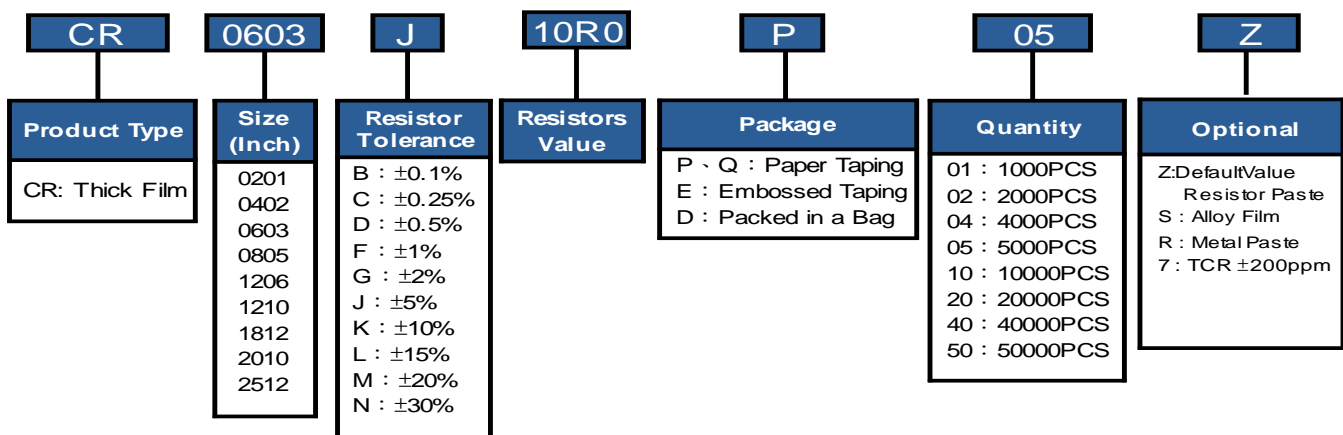 CR 0603 J 10R0 P 05 Z
Product Type
CR: Thick Film
Size
(Inch)
0201
0402
0603
0805
1206
1210
1812
2010
2512
Resistor
Tolerance
B：±0.1%
C：±0.25%
D：±0.5%
F：±1%
G：±2%
J：±5%
K：±10%
L：±15%
M：±20%
N：±30%
Resistors
Value
Package
P、Q：Paper Taping
E：Embossed Taping
D：Packed in a Bag
Quantity
01：1000PCS
02：2000PCS
04：4000PCS
05：5000PCS
10：10000PCS
20：20000PCS
40：40000PCS
50：50000PCS
Optional
Z:DefaultValue
Resistor Paste
S：Alloy Film
R：Metal Paste
7：TCR ±200ppm